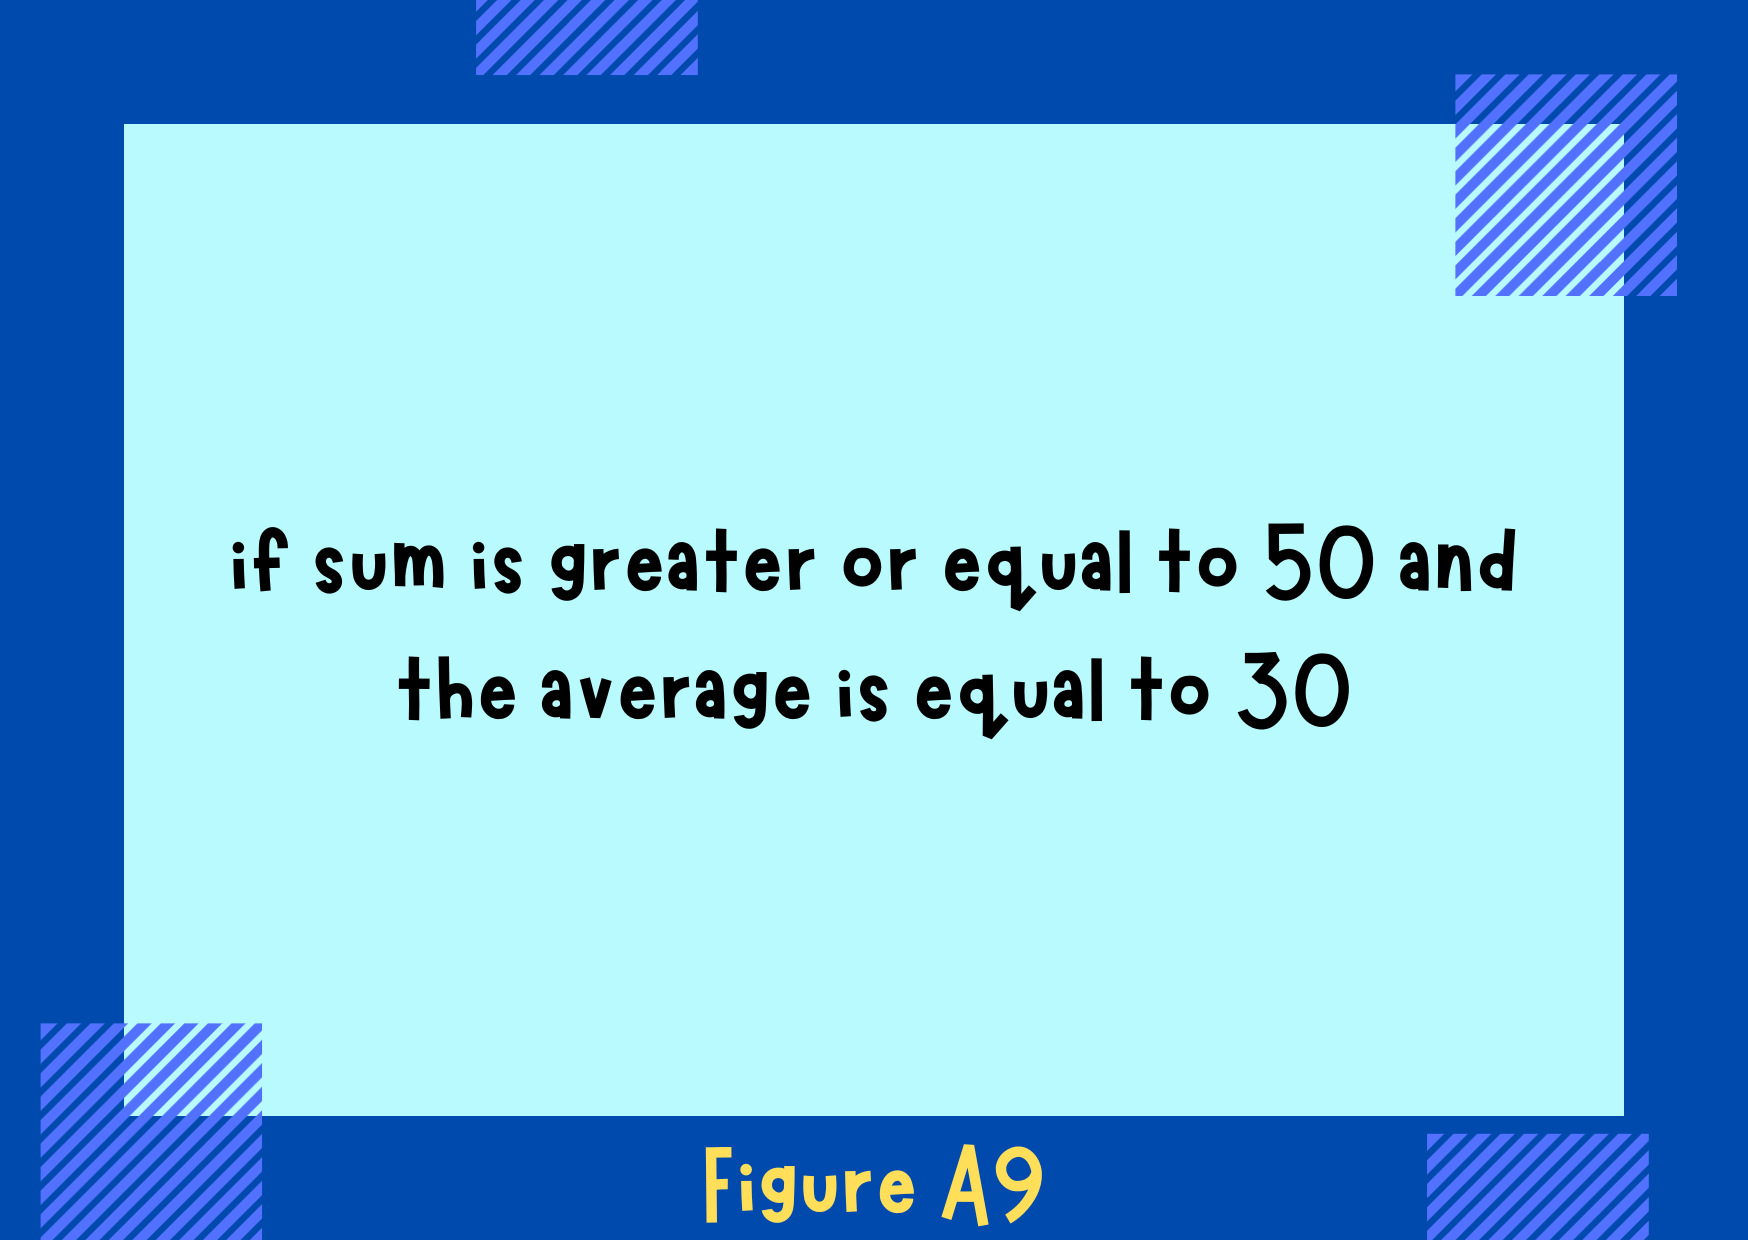 if sum is greater or equal to 50 and
the average is equal to 30
Figure A9